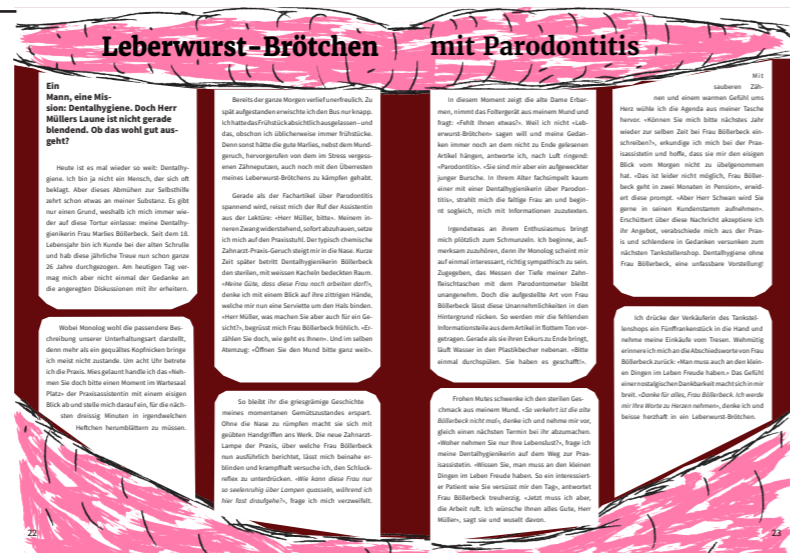 Leberwurst-Brötchen mit Parodontitis
Ein
Mann, eine Mis-
sion: Dentalhygiene. Doch Herr
Müllers Laune ist nicht gerade
blendend. Ob das wohl gut aus-
geht?
Heute ist es mal wieder so weit: Dentalhy-
giene. Ich bin ja nicht ein Mensch, der sich oft
beklagt. Aber dieses Abmühen zur Selbsthilfe
zehrt schon etwas an meiner Substanz. Es gibt
nur einen Grund, weshalb ich mich immer wie-
der auf diese Tortur einlasse: meine Dentalhy-
gienikerin Frau Marlies Böllerbeck. Seit dem 18.
Lebensjahr bin ich Kunde bei der alten Schrulle
und hab diese jährliche Treue nun schon ganze
26 Jahre durchgezogen. Am heutigen Tag ver-
mag mich aber nicht einmal der Gedanke an
die angeregten Diskussionen mit ihr erheitern.
Wobei Monolog wohl die passendere Bes-
chreibung unserer Unterhaltungsart darstellt,
denn mehr als ein gequältes Kopfnicken bringe
ich meist nicht zustande. Um acht Uhr betrete
ich die Praxis. Mies gelaunt handle ich das «Neh-
men Sie doch bitte einen Moment im Wartesaal
Platz» der Praxisassistentin mit einem eisigen
Blick ab und stelle mich darauf ein, für die näch-
sten dreissig Minuten in irgendwelchen
Heftchen herumblättern zu müssen.
Bereits der ganze Morgen verlief unerfreulich. Zu
spät aufgestanden erwischte ich den Bus nur knapp.
Ich hatte das Frühstück absichtlich ausgelassen – und
das, obschon ich üblicherweise immer frühstücke.
Denn sonst hätte die gute Marlies, nebst dem Mund-
geruch, hervorgerufen von dem im Stress vergess-
enen Zähneputzen, auch noch mit den Überresten
meines Leberwurst-Brötchens zu kämpfen gehabt.
Gerade als der Fachartikel über Parodontitis
spannend wird, reisst mich der Ruf der Assistentin
aus der Lektüre: «Herr Müller, bitte». Meinem in-
neren Zwang widerstehend, sofort abzuhauen, setze
ich mich auf den Praxisstuhl. Der typisch chemische
Zahnarzt-Praxis-Geruch steigt mir in die Nase. Kurze
Zeit später betritt Dentalhygienikerin Böllerbeck
den sterilen, mit weissen Kacheln bedeckten Raum.
«Meine Güte, dass diese Frau noch arbeiten darf»,
denke ich mit einem Blick auf ihre zittrigen Hände,
welche mir nun eine Serviette um den Hals binden.
«Herr Müller, was machen Sie aber auch für ein Ge-
sicht?», begrüsst mich Frau Böllerbeck fröhlich. «Er-
zählen Sie doch, wie geht es Ihnen». Und im selben
Atemzug: «Öffnen Sie den Mund bitte ganz weit».
So bleibt ihr die griesgrämige Geschichte
meines momentanen Gemütszustandes erspart.
Ohne die Nase zu rümpfen macht sie sich mit
geübten Handgriffen ans Werk. Die neue Zahnarzt-
Lampe der Praxis, über welche Frau Böllerbeck
nun ausführlich berichtet, lässt mich beinahe er-
blinden und krampfhaft versuche ich, den Schluck-
reflex zu unterdrücken. «Wie kann diese Frau nur
so seelenruhig über Lampen quasseln, während ich
hier fast draufgehe?», frage ich mich verzweifelt.
In diesem Moment zeigt die alte Dame Erbar-
men, nimmt das Foltergerät aus meinem Mund und
fragt: «Fehlt Ihnen etwas?». Weil ich nicht «Leb-
erwurst-Brötchen» sagen will und meine Gedan-
ken immer noch an dem nicht zu Ende gelesenen
Artikel hängen, antworte ich, nach Luft ringend:
«Parodontitis». «Sie sind mir aber ein aufgeweckter
junger Bursche. In Ihrem Alter fachsimpelt kaum
einer mit einer Dentalhygienikerin über Parodon-
titis», strahlt mich die faltige Frau an und begin-
nt sogleich, mich mit Informationen zuzutexten.
Irgendetwas an ihrem Enthusiasmus bringt
mich plötzlich zum Schmunzeln. Ich beginne, auf-
merksam zuzuhören, denn ihr Monolog scheint mir
auf einmal interessant, richtig sympathisch zu sein.
Zugegeben, das Messen der Tiefe meiner Zahn-
fleischtaschen mit dem Parodontometer bleibt
unangenehm. Doch die aufgestellte Art von Frau
Böllerbeck lässt diese Unannehmlichkeiten in den
Hintergrund rücken. So werden mir die fehlenden
Informationsteile aus dem Artikel in flottem Ton vor-
getragen. Gerade als sie ihren Exkurs zu Ende bringt,
läuft Wasser in den Plastikbecher nebenan. «Bitte
einmal durchspülen. Sie haben es geschafft!».
Frohen Mutes schwenke ich den sterilen Ges-
chmack aus meinem Mund. «So verkehrt ist die alte
Böllerbeck nicht mal», denke ich und nehme mir vor,
gleich einen nächsten Termin bei ihr abzumachen.
«Woher nehmen Sie nur Ihre Lebenslust?», frage ich
meine Dentalhygienikerin auf dem Weg zur Prax-
isassistetin. «Wissen Sie, man muss an den kleinen
Dingen im Leben Freude haben. So ein interessiert-
er Patient wie Sie versüsst mir den Tag», antwortet
Frau Böllerbeck treuherzig. «Jetzt muss ich aber,
die Arbeit ruft. Ich wünsche Ihnen alles Gute, Herr
Müller», sagt sie und wuselt davon.
Mit
sauberen Zäh-
nen und einem warmen Gefühl ums
Herz wühle ich die Agenda aus meiner Tasche
hervor. «Können Sie mich bitte nächstes Jahr
wieder zur selben Zeit bei Frau Böllerbeck ein-
schreiben?», erkundige ich mich bei der Prax-
isassistetin und hoffe, dass sie mir den eisigen
Blick vom Morgen nicht zu übelgenommen
hat. «Das ist leider nicht möglich, Frau Böller-
beck geht in zwei Monaten in Pension», erwid-
ert diese prompt. «Aber Herr Schwan wird Sie
gerne in seinen Kundenstamm aufnehmen».
Erschüttert über diese Nachricht akzeptiere ich
ihr Angebot, verabschiede mich aus der Prax-
is und schlendere in Gedanken versunken zum
nächsten Tankstellenshop. Dentalhygiene ohne
Frau Böllerbeck, eine unfassbare Vorstellung!
Ich drücke der Verkäuferin des Tankstel-
lenshops ein Fünffrankenstück in die Hand und
nehme meine Einkäufe vom Tresen. Wehmütig
erinnere ich mich an die Abschiedsworte von Frau
Böllerbeck zurück: «Man muss auch an den klein-
en Dingen im Leben Freude haben.» Das Gefühl
einer nostalgischen Dankbarkeit macht sich in mir
breit. «Danke für alles, Frau Böllerbeck. Ich werde
mir Ihre Worte zu Herzen nehmen», denke ich und
beisse herzhaft in ein Leberwurst-Brötchen.
22
23